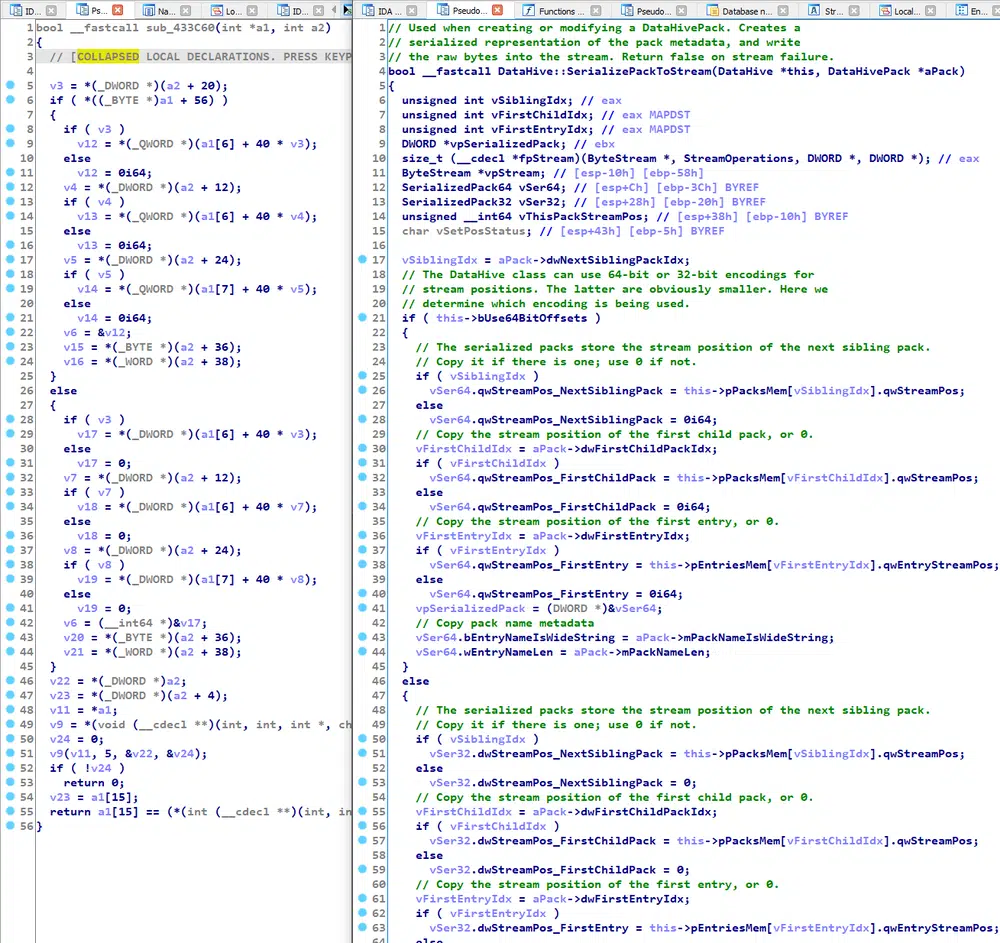 ID... Ps... Na... Lo... ID...
1 bool __fastcall sub_433C60(int *a1, int a2)
2 {
3   // [COLLAPSED LOCAL DECLARATIONS. PRESS KEYP
4
5   v3 = *(_DWORD *)(a2 + 20);
6   if ( *((_BYTE *)a1 + 56) )
7   {
8     if ( v3 )
9       v12 = *(_QWORD *)(a1[6] + 40 * v3);
10     else
11       v12 = 0i64;
12     v4 = *(_DWORD *)(a2 + 12);
13     if ( v4 )
14       v13 = *(_QWORD *)(a1[6] + 40 * v4);
15     else
16       v13 = 0i64;
17     v5 = *(_DWORD *)(a2 + 24);
18     if ( v5 )
19       v14 = *(_QWORD *)(a1[7] + 40 * v5);
20     else
21       v14 = 0i64;
22     v6 = &v12;
23     v15 = *(_BYTE *)(a2 + 36);
24     v16 = *(_WORD *)(a2 + 38);
25   }
26   else
27   {
28     if ( v3 )
29       v17 = *(_DWORD *)(a1[6] + 40 * v3);
30     else
31       v17 = 0;
32     v7 = *(_DWORD *)(a2 + 12);
33     if ( v7 )
34       v18 = *(_DWORD *)(a1[6] + 40 * v7);
35     else
36       v18 = 0;
37     v8 = *(_DWORD *)(a2 + 24);
38     if ( v8 )
39       v19 = *(_DWORD *)(a1[7] + 40 * v8);
40     else
41       v19 = 0;
42     v6 = (__int64 *)&v17;
43     v20 = *(_BYTE *)(a2 + 36);
44     v21 = *(_WORD *)(a2 + 38);
45   }
46   v22 = *(_DWORD *)a2;
47   v23 = *(_DWORD *)(a2 + 4);
48   v11 = *a1;
49   v9 = *(void (__cdecl **)(int, int, int *, ch
50   v24 = 0;
51   v9(v11, 5, &v22, &v24);
52   if ( !v24 )
53     return 0;
54   v23 = a1[15];
55   return a1[15] == (*(int (__cdecl **)(int, in
56 }
IDA ... Pseudo... Functions ... Pseudo... Database n... Str... Local... En...
1 // Used when creating or modifying a DataHivePack. Creates a
2 // serialized representation of the pack metadata, and write
3 // the raw bytes into the stream. Return false on stream failure.
4 bool __fastcall DataHive::SerializePackToStream(DataHive *this, DataHivePack *aPack)
5 {
6   unsigned int vSiblingIdx; // eax
7   unsigned int vFirstChildIdx; // eax MAPDST
8   unsigned int vFirstEntryIdx; // eax MAPDST
9   DWORD *vpSerializedPack; // ebx
10   size_t (__cdecl *fpStream)(ByteStream *, StreamOperations, DWORD *, DWORD *); // eax
11   ByteStream *vpStream; // [esp-10h] [ebp-58h]
12   SerializedPack64 vSer64; // [esp+Ch] [ebp-3Ch] BYREF
13   SerializedPack32 vSer32; // [esp+28h] [ebp-20h] BYREF
14   unsigned __int64 vThisPackStreamPos; // [esp+38h] [ebp-10h] BYREF
15   char vSetPosStatus; // [esp+43h] [ebp-5h] BYREF
16
17   vSiblingIdx = aPack->dwNextSiblingPackIdx;
18   // The DataHive class can use 64-bit or 32-bit encodings for
19   // stream positions. The latter are obviously smaller. Here we
20   // determine which encoding is being used.
21   if ( this->bUse64BitOffsets )
22   {
23     // The serialized packs store the stream position of the next sibling pack.
24     // Copy it if there is one; use 0 if not.
25     if ( vSiblingIdx )
26       vSer64.qwStreamPos_NextSiblingPack = this->pPacksMem[vSiblingIdx].qwStreamPos;
27     else
28       vSer64.qwStreamPos_NextSiblingPack = 0i64;
29     // Copy the stream position of the first child pack, or 0.
30     vFirstChildIdx = aPack->dwFirstChildPackIdx;
31     if ( vFirstChildIdx )
32       vSer64.qwStreamPos_FirstChildPack = this->pPacksMem[vFirstChildIdx].qwStreamPos;
33     else
34       vSer64.qwStreamPos_FirstChildPack = 0i64;
35     // Copy the stream position of the first entry, or 0.
36     vFirstEntryIdx = aPack->dwFirstEntryIdx;
37     if ( vFirstEntryIdx )
38       vSer64.qwStreamPos_FirstEntry = this->pEntriesMem[vFirstEntryIdx].qwEntryStreamPos;
39     else
40       vSer64.qwStreamPos_FirstEntry = 0i64;
41     vpSerializedPack = (DWORD *)&vSer64;
42     // Copy pack name metadata
43     vSer64.bEntryNameIsWideString = aPack->mPackNameIsWideString;
44     vSer64.wEntryNameLen = aPack->mPackNameLen;
45   }
46   else
47   {
48     // The serialized packs store the stream position of the next sibling pack.
49     // Copy it if there is one; use 0 if not.
50     if ( vSiblingIdx )
51       vSer32.dwStreamPos_NextSiblingPack = this->pPacksMem[vSiblingIdx].qwStreamPos;
52     else
53       vSer32.dwStreamPos_NextSiblingPack = 0;
54     // Copy the stream position of the first child pack, or 0.
55     vFirstChildIdx = aPack->dwFirstChildPackIdx;
56     if ( vFirstChildIdx )
57       vSer32.dwStreamPos_FirstChildPack = this->pPacksMem[vFirstChildIdx].qwStreamPos;
58     else
59       vSer32.dwStreamPos_FirstChildPack = 0;
60     // Copy the stream position of the first entry, or 0.
61     vFirstEntryIdx = aPack->dwFirstEntryIdx;
62     if ( vFirstEntryIdx )
63       vSer32.dwStreamPos_FirstEntry = this->pEntriesMem[vFirstEntryIdx].qwEntryStreamPos;
64     else